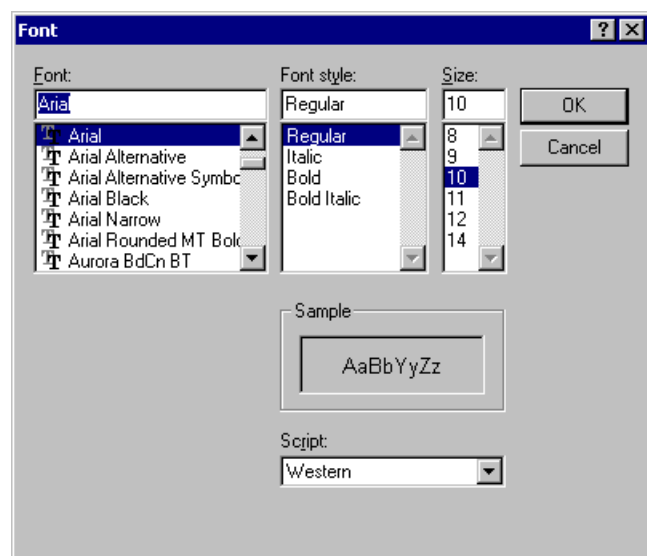 Font
Font:
Arial
Arial
Arial Alternative
Arial Alternative Symbo
Arial Black
Arial Narrow
Arial Rounded MT Bold
Aurora BdCn BT
Font style:
Regular
Regular
Italic
Bold
Bold Italic
Size:
10
8
9
10
11
12
14
OK
Cancel
Sample
AaBbYyZz
Script:
Western